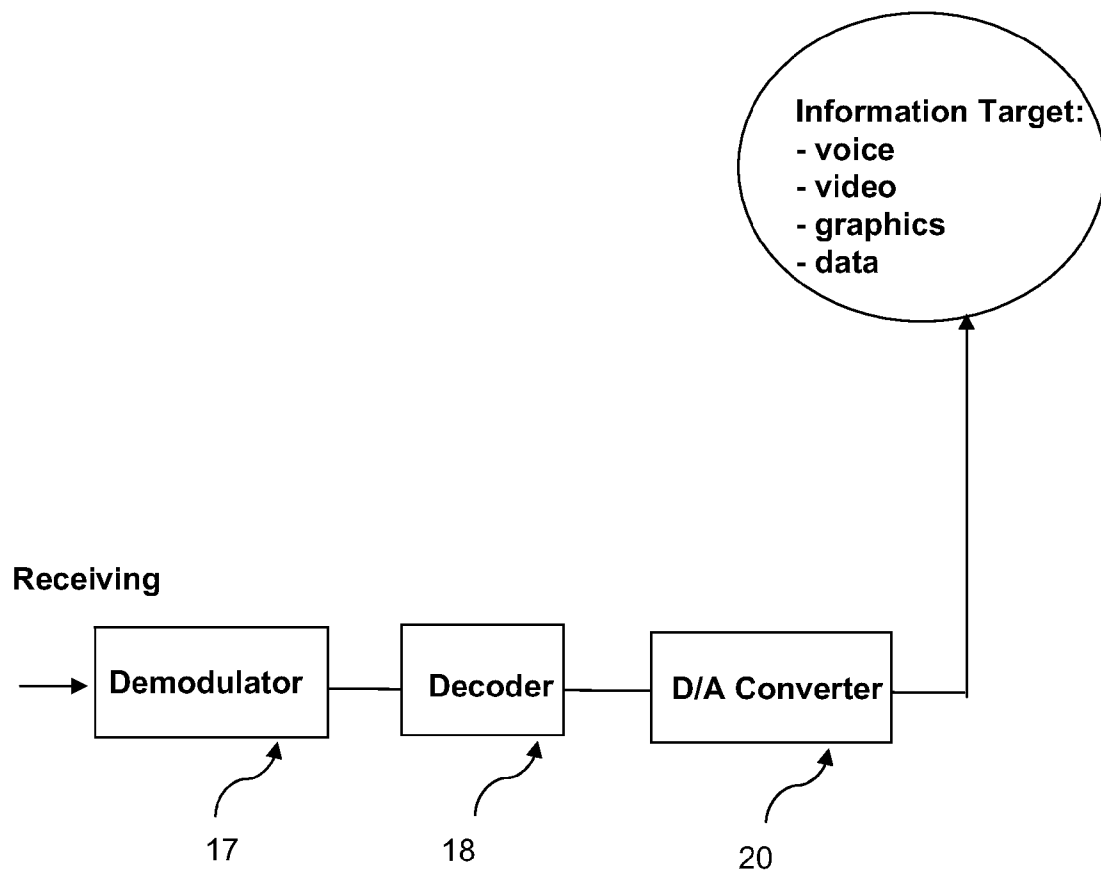 Information Target:
- voice
- video
- graphics
- data
Receiving
Demodulator
Decoder
D/A Converter
17
18
20